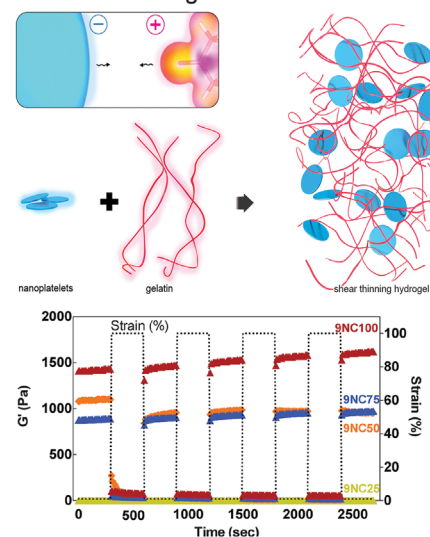 − +
+
nanoplatelets gelatin shear thinning hydrogel
Strain (%)
9NC100
9NC75
9NC50
9NC25
2000
1500
1000
500
0
G' (Pa)
100
80
60
40
20
0
Strain (%)
0 500 1000 1500 2000 2500
Time (sec)